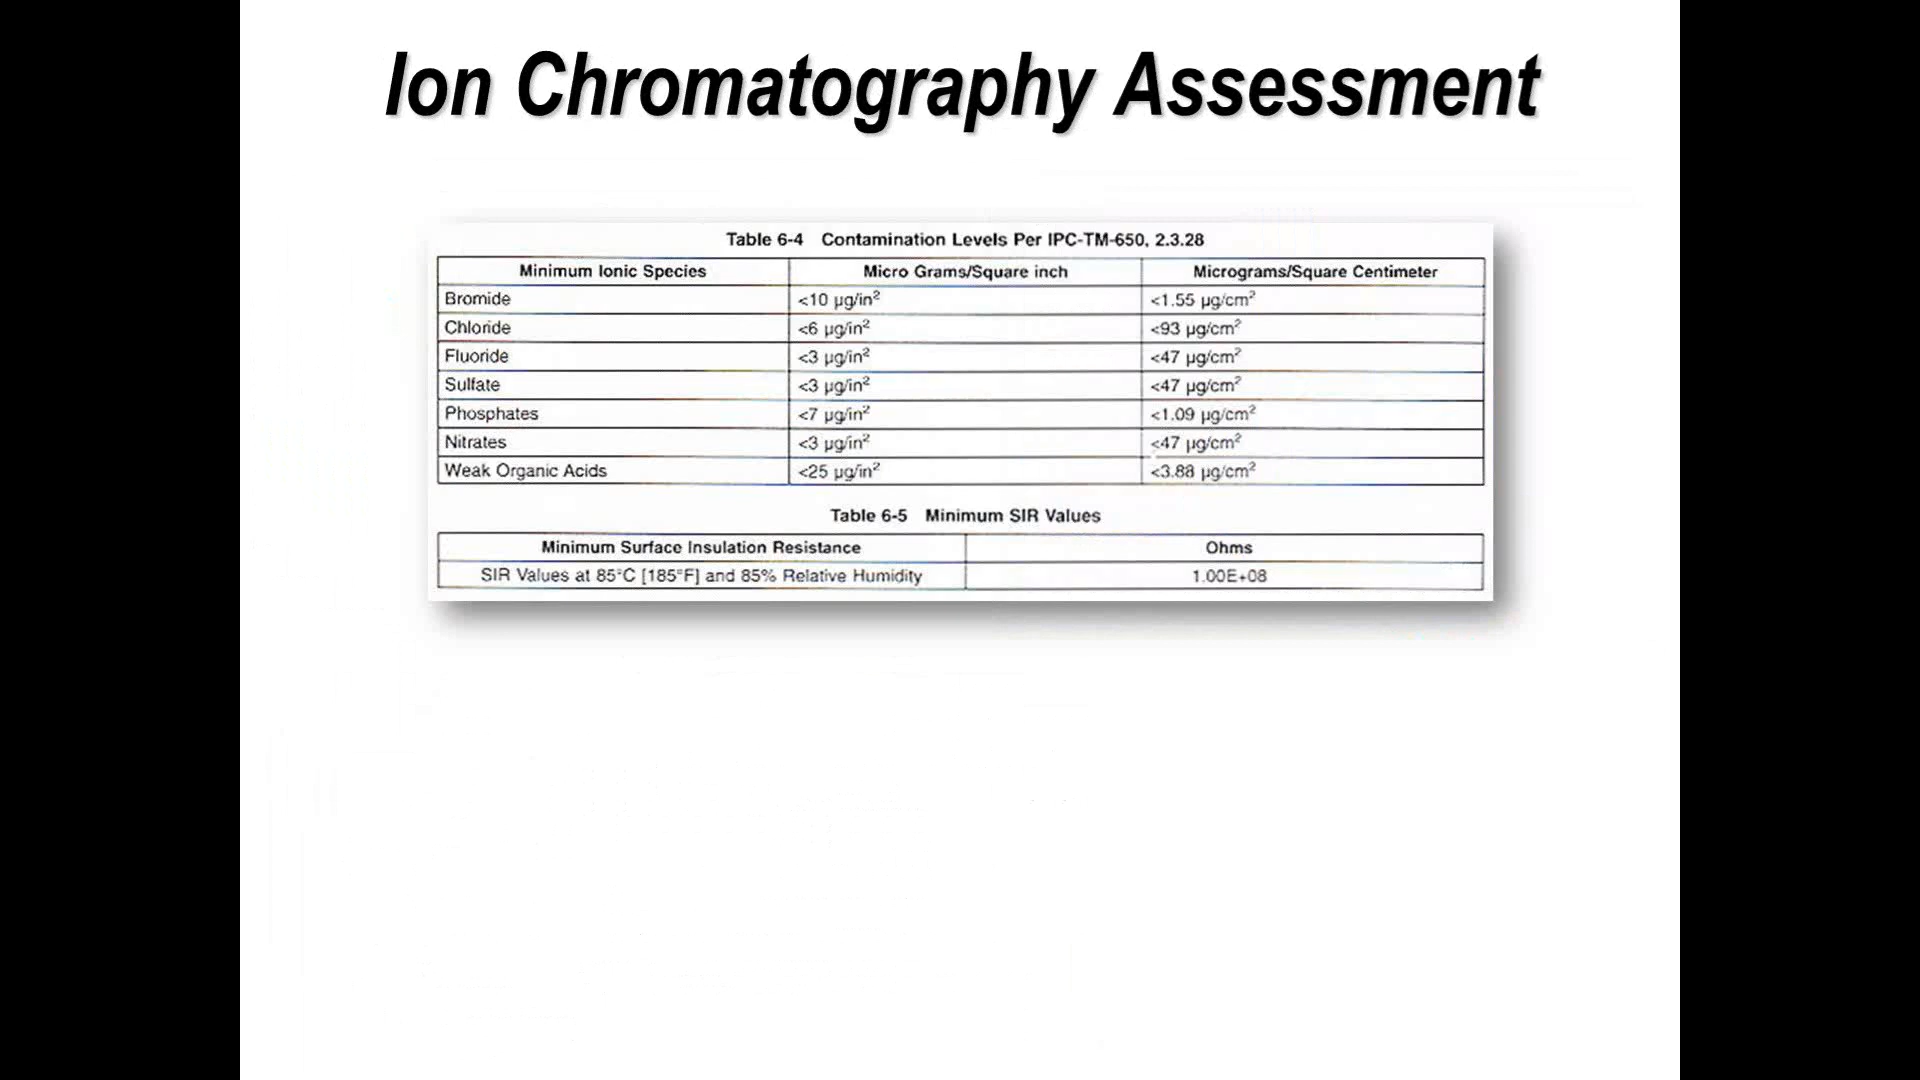 Ion Chromatography Assessment
Table 6-4 Contamination Levels Per IPC-TM-650, 2.3.28
Minimum Ionic Species Micro Grams/Square inch Micrograms/Square Centimeter
Bromide <10 µg/in² <1.55 µg/cm²
Chloride <6 µg/in² <93 µg/cm²
Fluoride <3 µg/in² <47 µg/cm²
Sulfate <3 µg/in² <47 µg/cm²
Phosphates <7 µg/in² <1.09 µg/cm²
Nitrates <3 µg/in² <47 µg/cm²
Weak Organic Acids <25 µg/in² <3.88 µg/cm²
Table 6-5 Minimum SIR Values
Minimum Surface Insulation Resistance Ohms
SIR Values at 85°C [185°F] and 85% Relative Humidity 1.00E+08